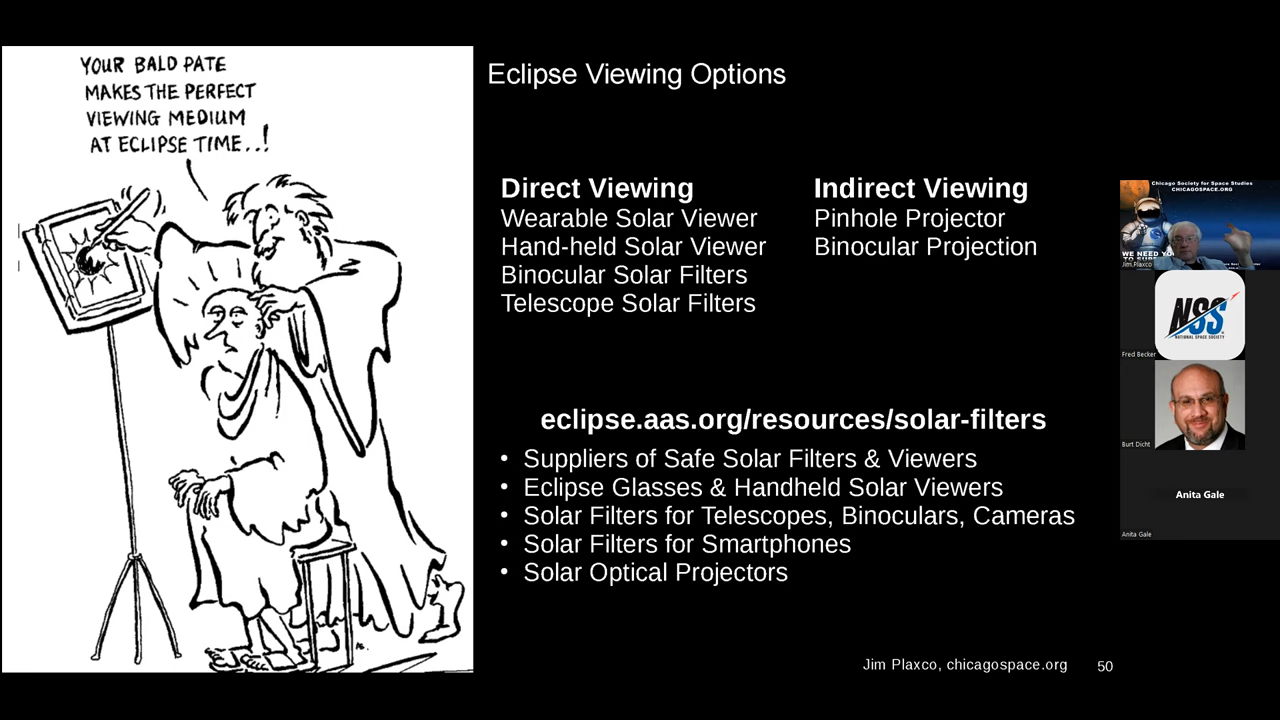 YOUR BALD PATE
MAKES THE PERFECT
VIEWING MEDIUM
AT ECLIPSE TIME..!
Eclipse Viewing Options
Direct Viewing
Wearable Solar Viewer
Hand-held Solar Viewer
Binocular Solar Filters
Telescope Solar Filters
Indirect Viewing
Pinhole Projector
Binocular Projection
eclipse.aas.org/resources/solar-filters
• Suppliers of Safe Solar Filters & Viewers
• Eclipse Glasses & Handheld Solar Viewers
• Solar Filters for Telescopes, Binoculars, Cameras
• Solar Filters for Smartphones
• Solar Optical Projectors
Jim Plaxco, chicagospace.org 50
Chicago Society for Space Studies
CHICAGOSPACE.ORG
WE NEED YOU
Jim Plaxco
NSS
NATIONAL SPACE SOCIETY
Fred Becker
Burt Dicht
Anita Gale
Anita Gale